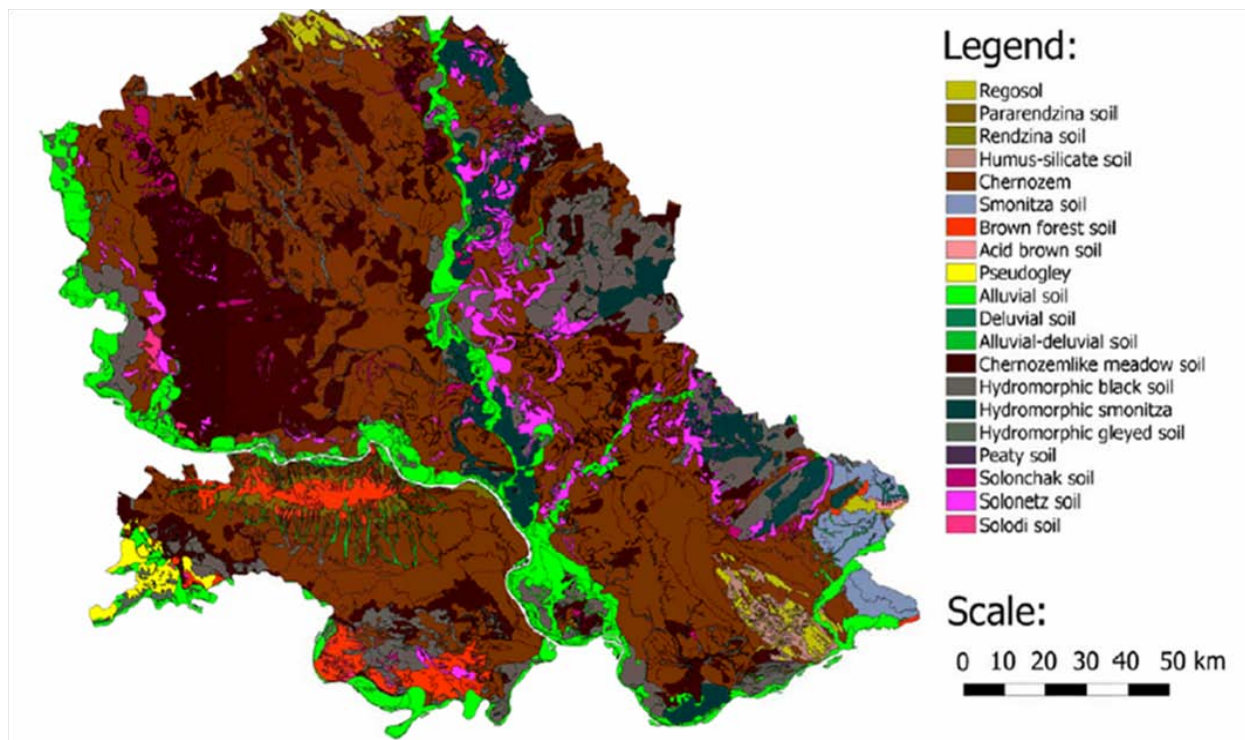 Legend:
Regosol
Pararendzina soil
Rendzina soil
Humus-silicate soil
Chernozem
Smonitza soil
Brown forest soil
Acid brown soil
Pseudogley
Alluvial soil
Deluvial soil
Alluvial-deluvial soil
Chernozemlike meadow soil
Hydromorphic black soil
Hydromorphic smonitza
Hydromorphic gleyed soil
Peaty soil
Solonchak soil
Solonetz soil
Solodi soil
Scale:
0 10 20 30 40 50 km